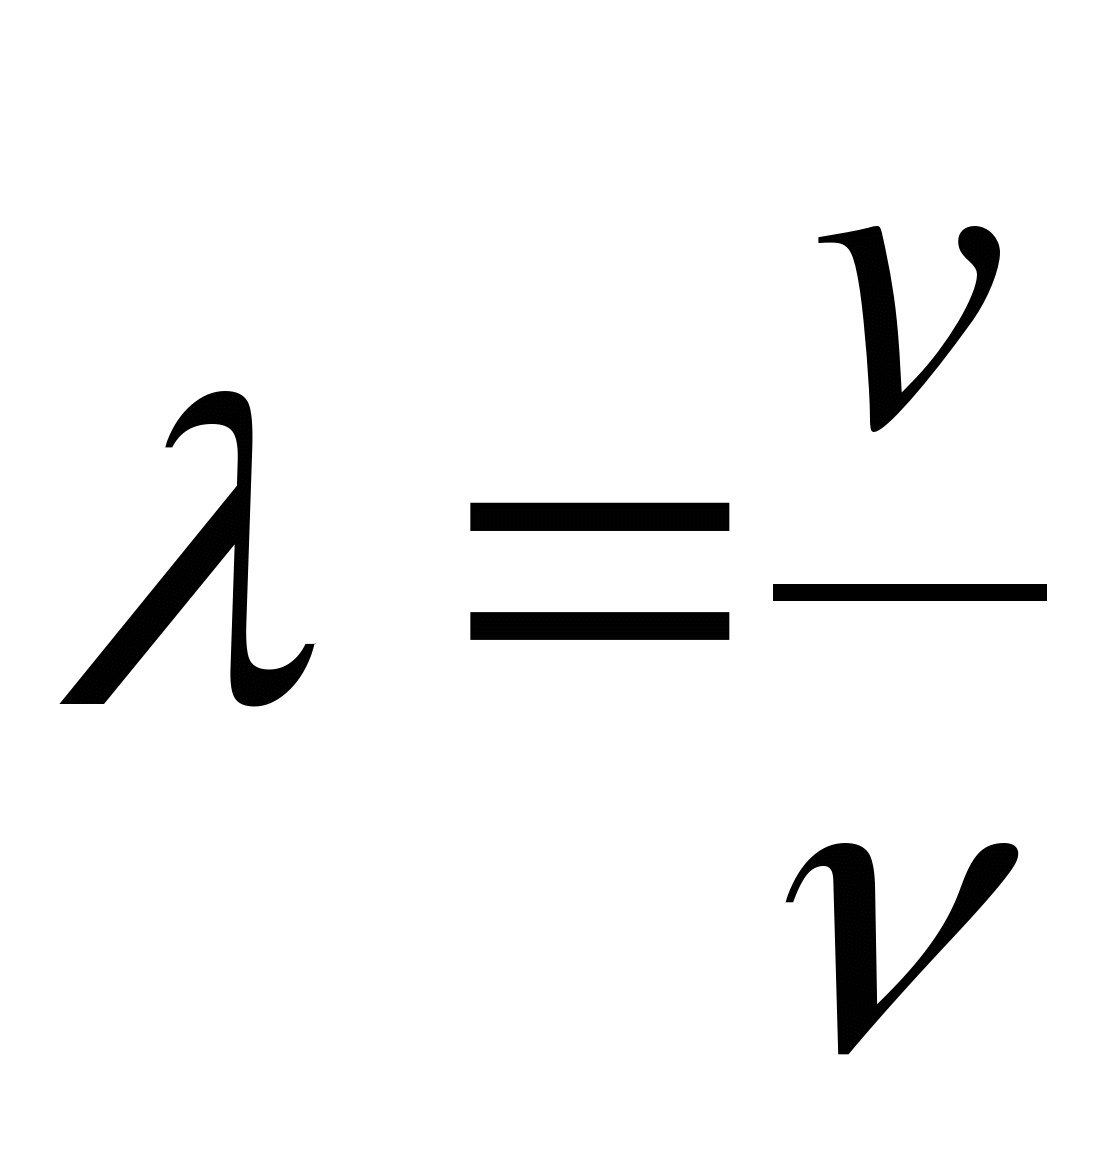 λ = v/ν